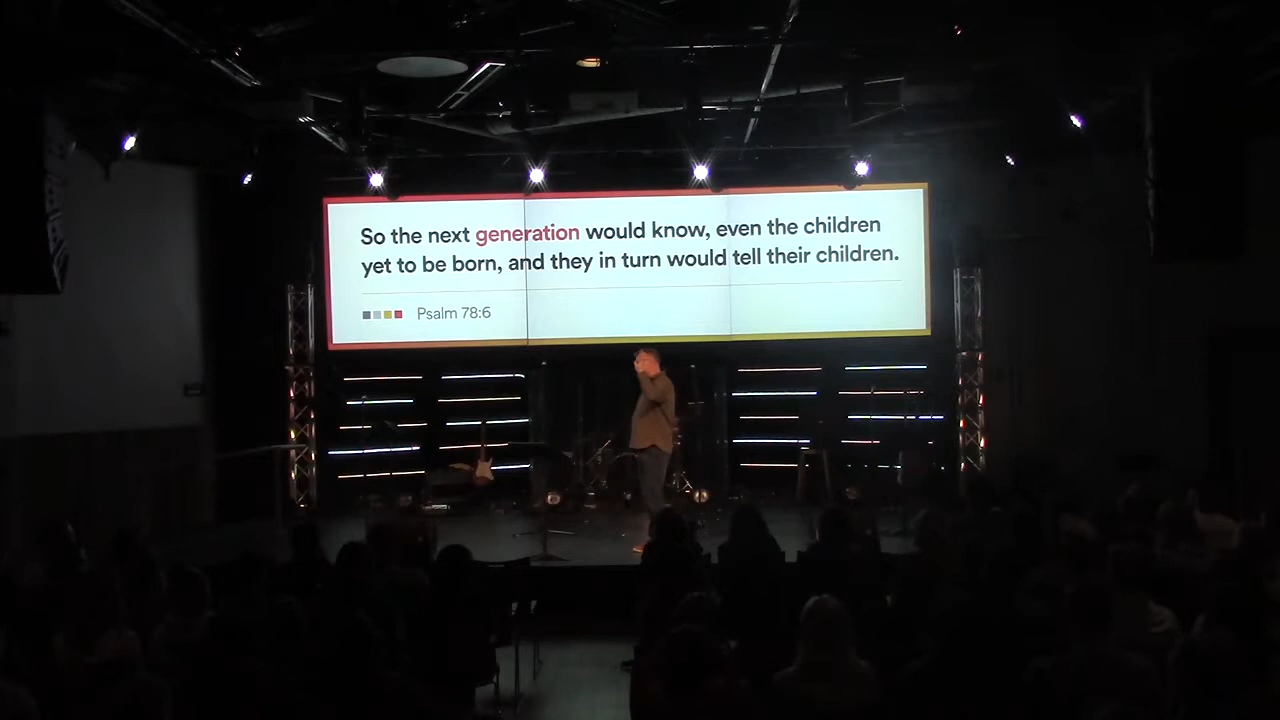 So the next generation would know, even the children
yet to be born, and they in turn would tell their children.
Psalm 78:6